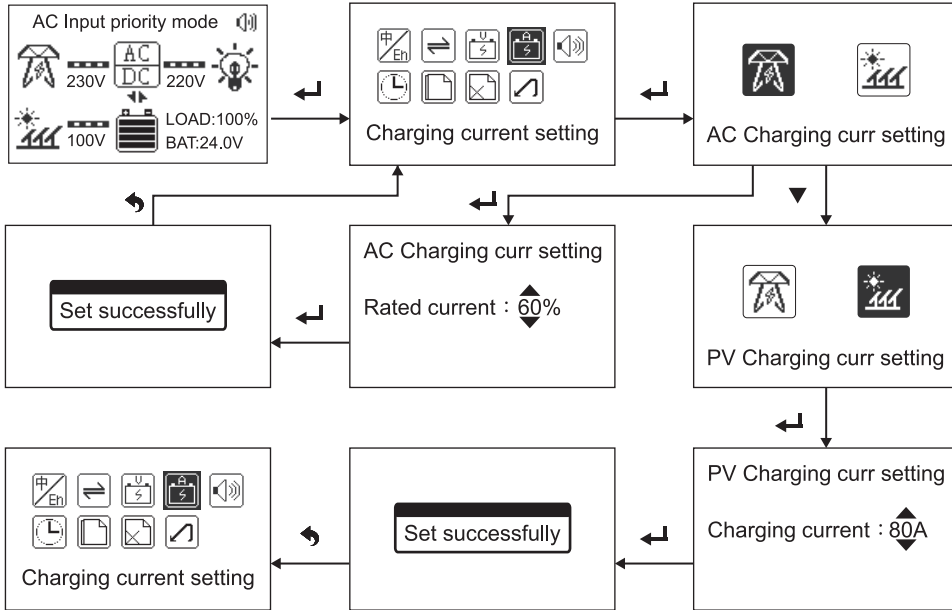 AC Input priority mode
AC
DC
230V
220V
100V
LOAD:100%
BAT:24.0V
中/En
V
A
Charging current setting
AC Charging curr setting
Set successfully
AC Charging curr setting
Rated current : 60%
PV Charging curr setting
中/En
V
A
Charging current setting
Set successfully
PV Charging curr setting
Charging current : 80A